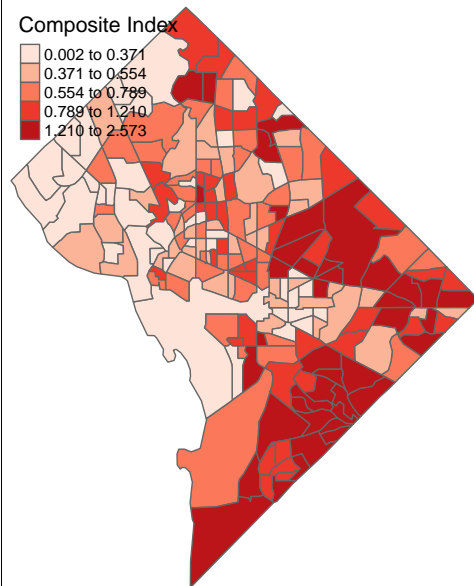 Composite Index
0.002 to 0.371
0.371 to 0.554
0.554 to 0.789
0.789 to 1.210
1.210 to 2.573